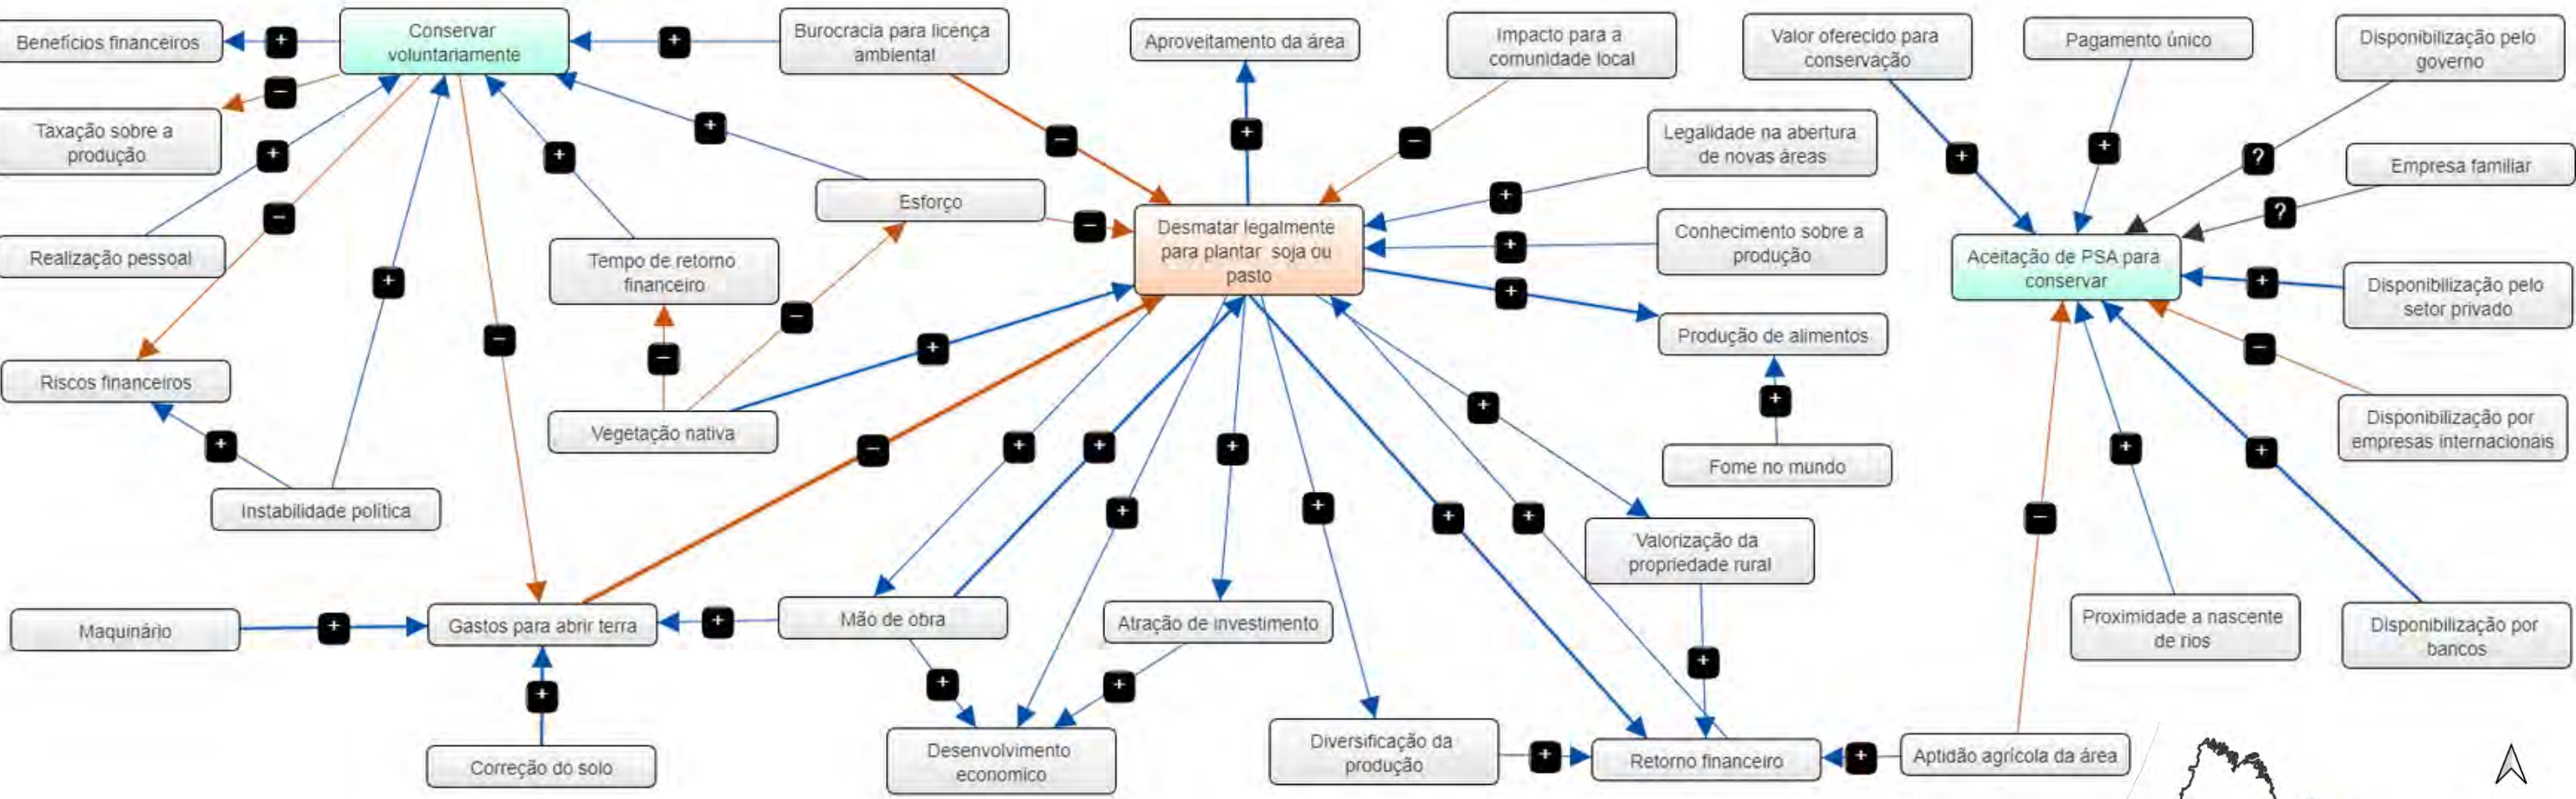 Benefícios financeiros
+
Conservar
voluntariamente
+
Burocracia para licença
ambiental
Aproveitamento da área
Impacto para a
comunidade local
Valor oferecido para
conservação
Pagamento único
Disponibilização pelo
governo
−
Taxação sobre a
produção
+
+
+
−
+
−
Legalidade na abertura
de novas áreas
+
+
?
Empresa familiar
Realização pessoal
−
+
Tempo de retorno
financeiro
Esforço
−
Desmatar legalmente
para plantar soja ou
pasto
+
+
Conhecimento sobre a
produção
?
Aceitação de PSA para
conservar
+
Disponibilização pelo
setor privado
−
−
−
+
+
Produção de alimentos
−
Riscos financeiros
+
Vegetação nativa
−
+
+
+
+
+
Fome no mundo
+
+
Disponibilização por
empresas internacionais
Instabilidade política
+
+
+
+
−
Valorização da
propriedade rural
Maquinário
+
Gastos para abrir terra
+
Mão de obra
Atração de investimento
Proximidade a nascente
de rios
Disponibilização por
bancos
+
+
+
+
Correção do solo
Desenvolvimento
economico
Diversificação da
produção
+
Retorno financeiro
+
Aptidão agrícola da área